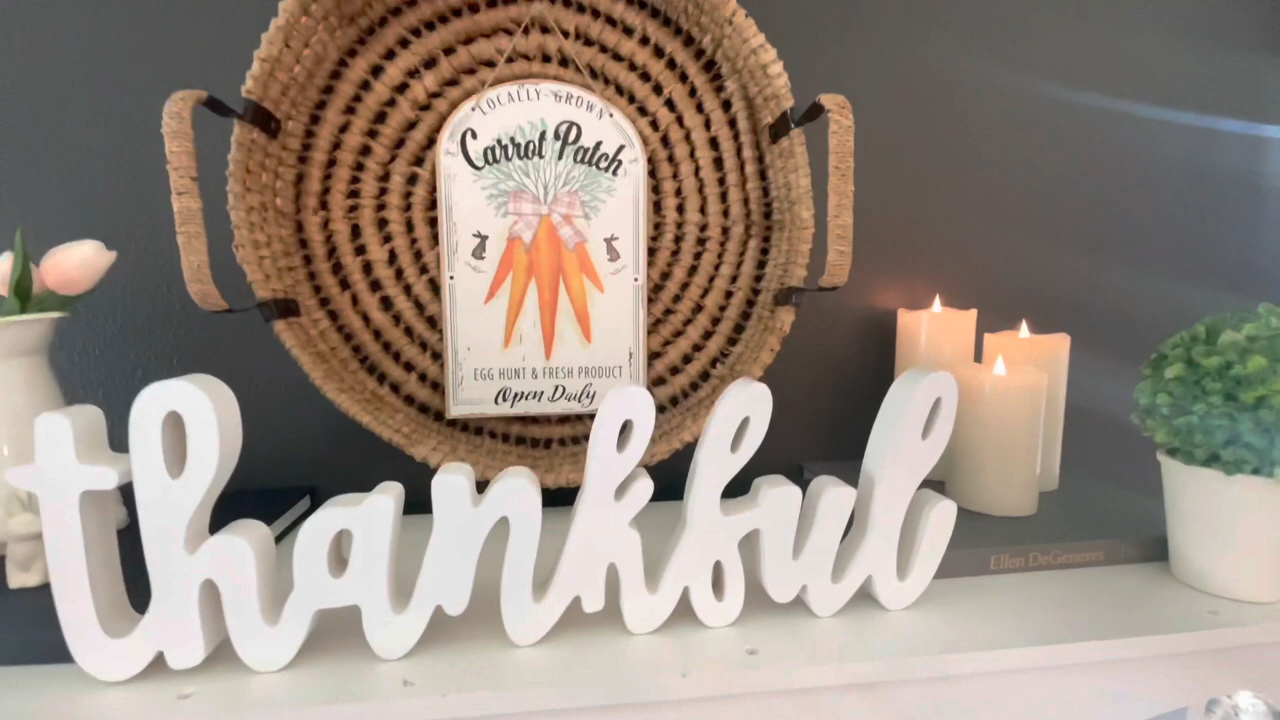 LOCALLY-GROWN
Carrot Patch
EGG HUNT & FRESH PRODUCT
Open Daily
thankful
Ellen DeGeneres